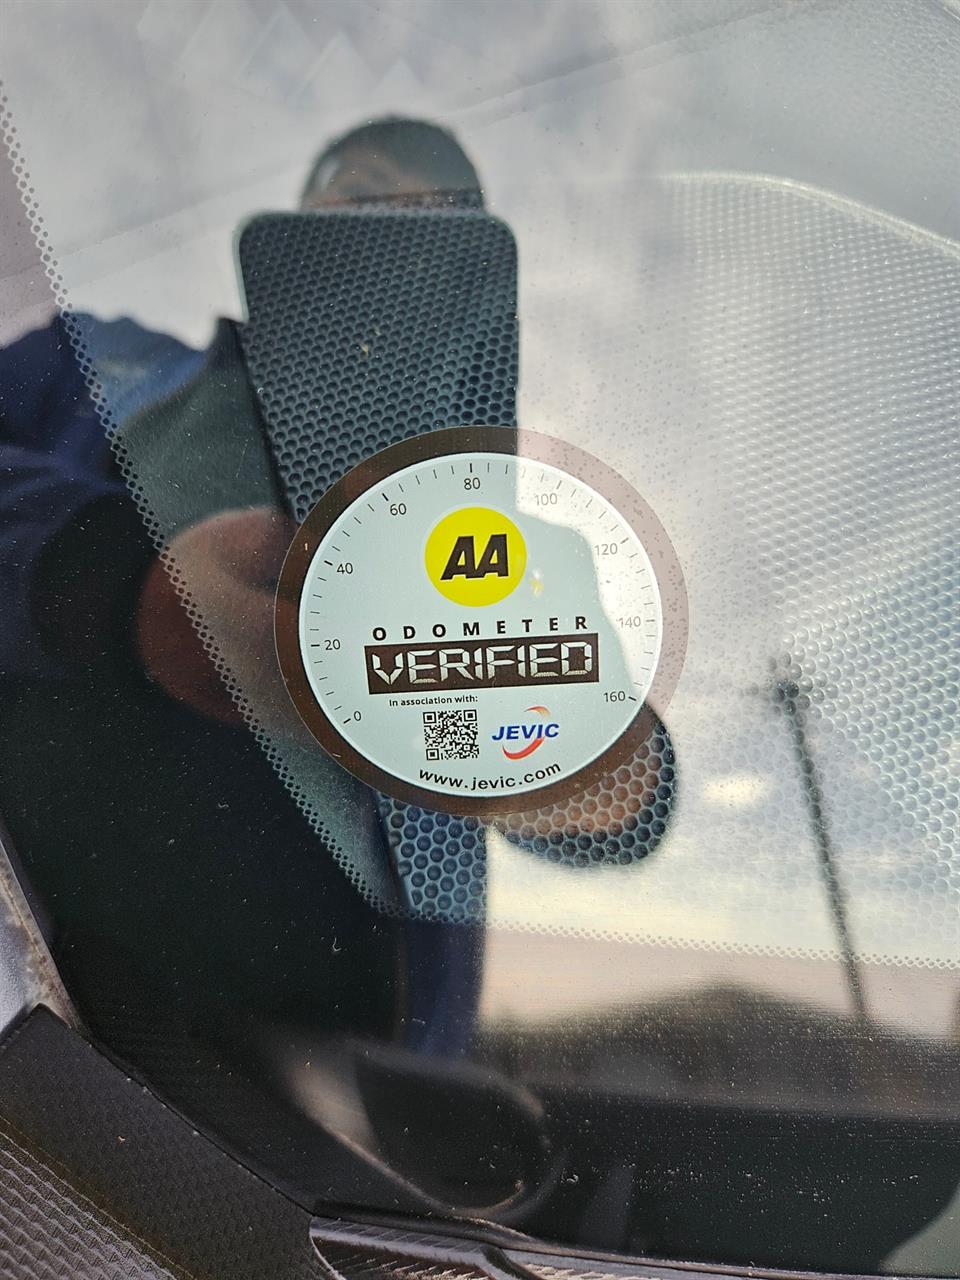 0 20 40 60 80 100 120 140 160
AA
ODOMETER
VERIFIED
In association with:
JEVIC
www.jevic.com